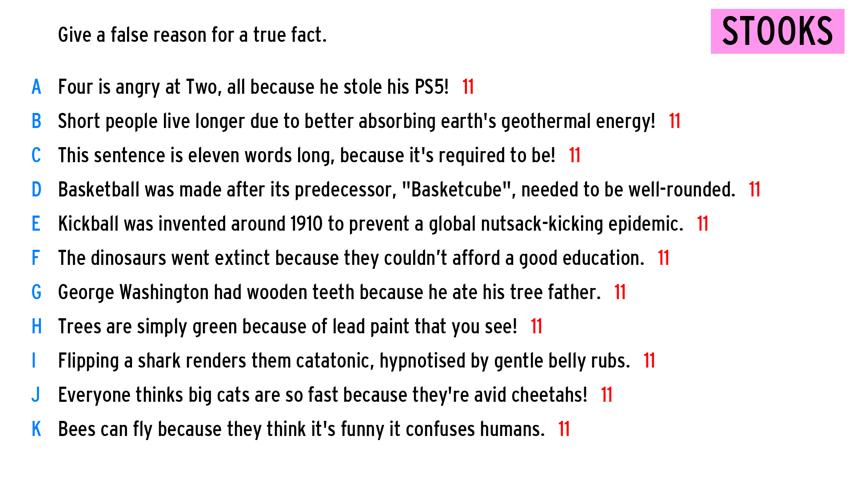 Give a false reason for a true fact.
STOOKS
A Four is angry at Two, all because he stole his PS5! 11
B Short people live longer due to better absorbing earth's geothermal energy! 11
C This sentence is eleven words long, because it's required to be! 11
D Basketball was made after its predecessor, "Basketcube", needed to be well-rounded. 11
E Kickball was invented around 1910 to prevent a global nutsack-kicking epidemic. 11
F The dinosaurs went extinct because they couldn’t afford a good education. 11
G George Washington had wooden teeth because he ate his tree father. 11
H Trees are simply green because of lead paint that you see! 11
I Flipping a shark renders them catatonic, hypnotised by gentle belly rubs. 11
J Everyone thinks big cats are so fast because they're avid cheetahs! 11
K Bees can fly because they think it's funny it confuses humans. 11